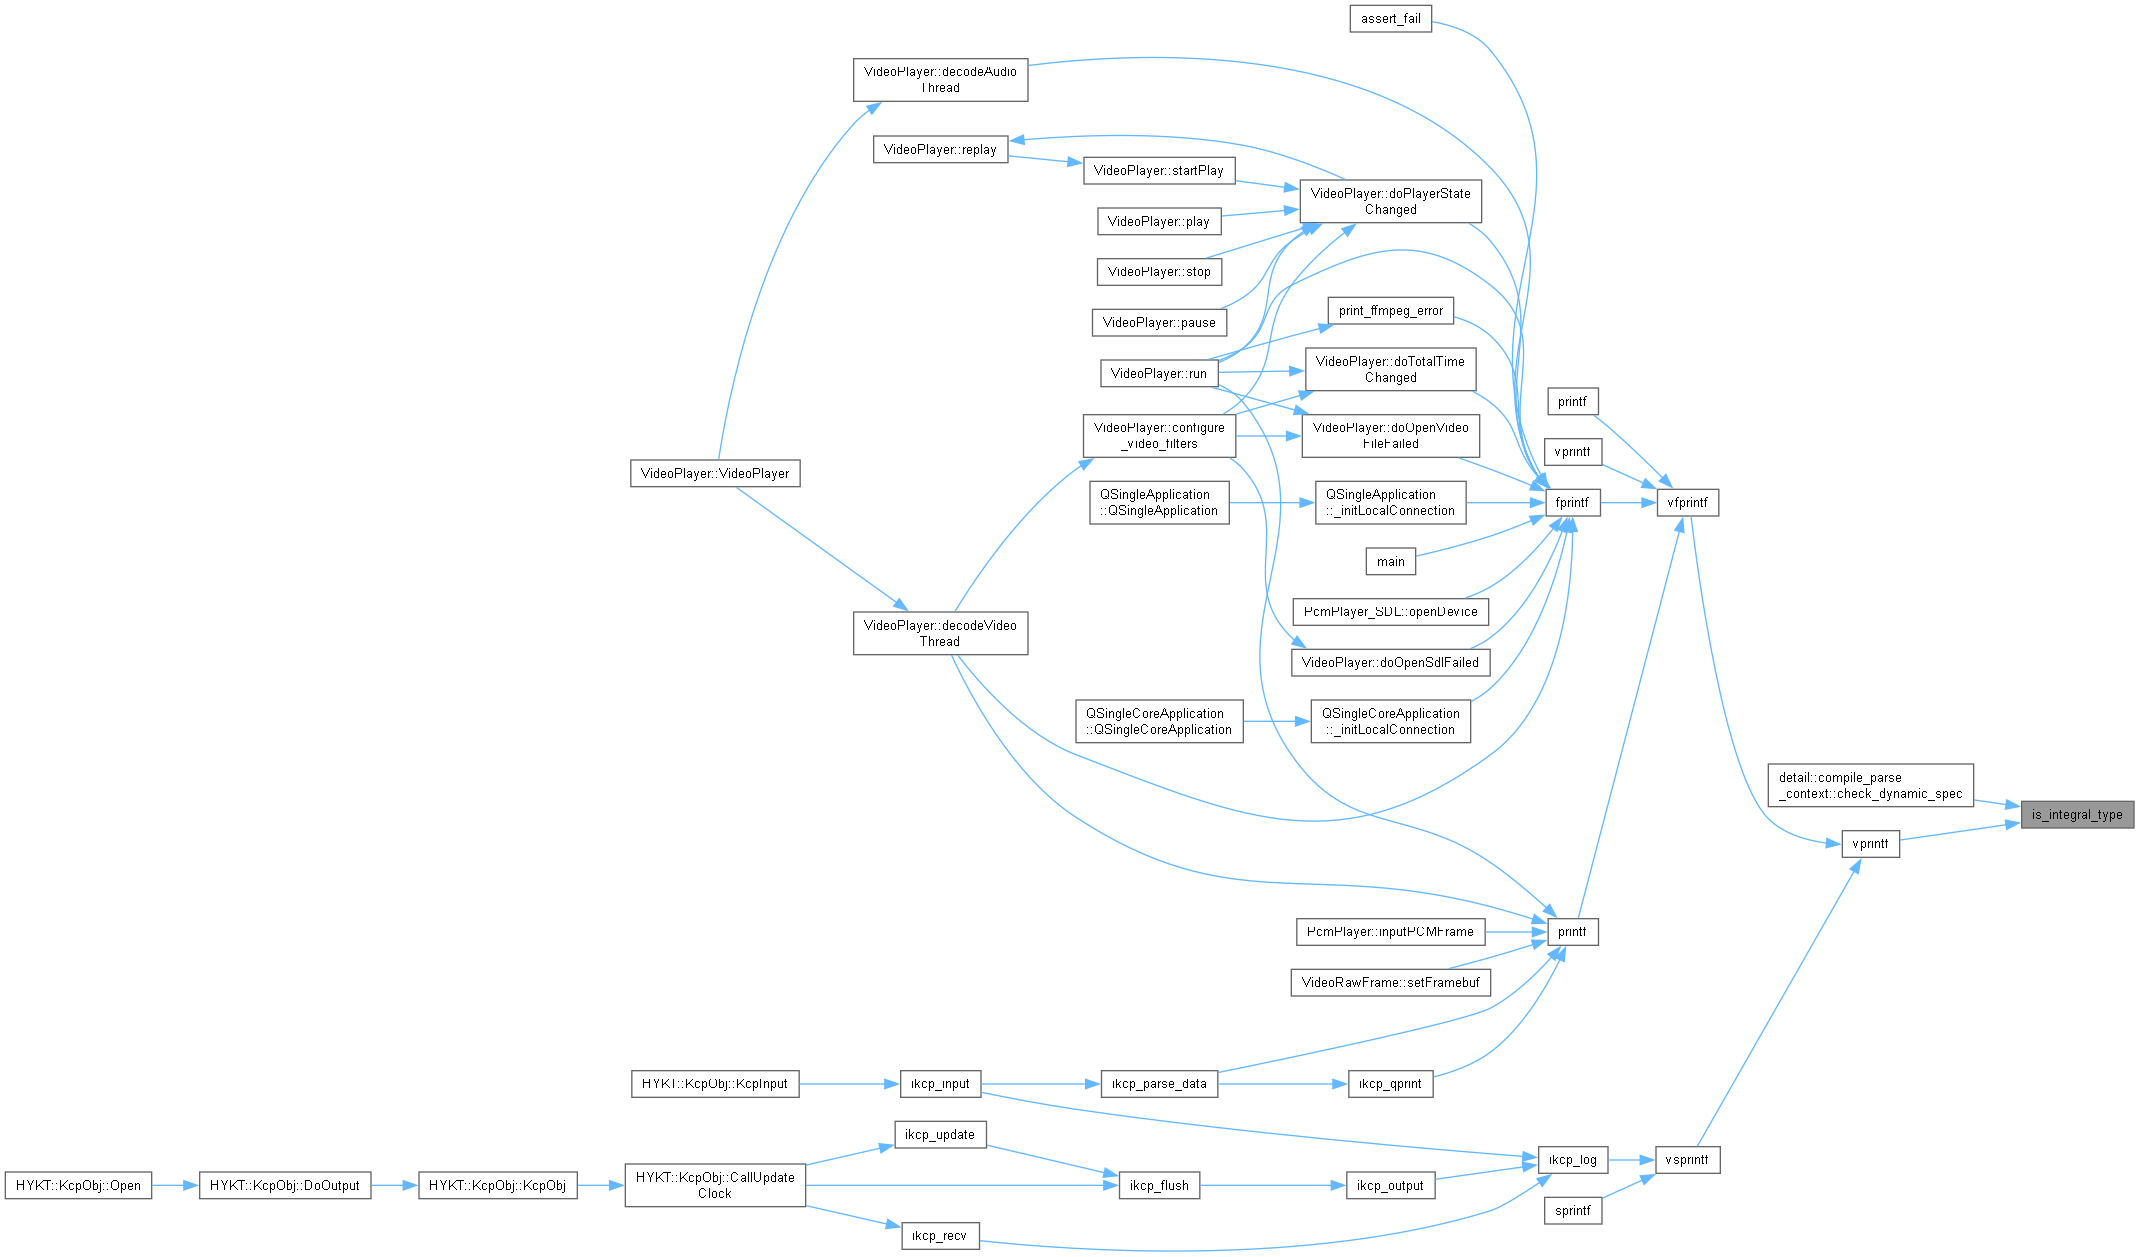 assert_fail
VideoPlayer::decodeAudio
Thread
VideoPlayer::replay
VideoPlayer::startPlay
VideoPlayer::doPlayerState
Changed
VideoPlayer::play
VideoPlayer::stop
VideoPlayer::pause
print_ffmpeg_error
VideoPlayer::run
VideoPlayer::doTotalTime
Changed
printf
VideoPlayer::configure
_video_filters
VideoPlayer::doOpenVideo
FileFailed
vprintf
VideoPlayer::VideoPlayer
QSingleApplication
::QSingleApplication
QSingleApplication
::_initLocalConnection
fprintf
vfprintf
main
PcmPlayer_SDL::openDevice
VideoPlayer::decodeVideo
Thread
VideoPlayer::doOpenSdlFailed
QSingleCoreApplication
::QSingleCoreApplication
QSingleCoreApplication
::_initLocalConnection
detail::compile_parse
_context::check_dynamic_spec
is_integral_type
vprintf
PcmPlayer::inputPCMFrame
printf
VideoRawFrame::setFramebuf
HYKT::KcpObj::KcpInput
ikcp_input
ikcp_parse_data
ikcp_qprint
ikcp_update
ikcp_log
vsprintf
HYKT::KcpObj::Open
HYKT::KcpObj::DoOutput
HYKT::KcpObj::KcpObj
HYKT::KcpObj::CallUpdate
Clock
ikcp_flush
ikcp_output
sprintf
ikcp_recv